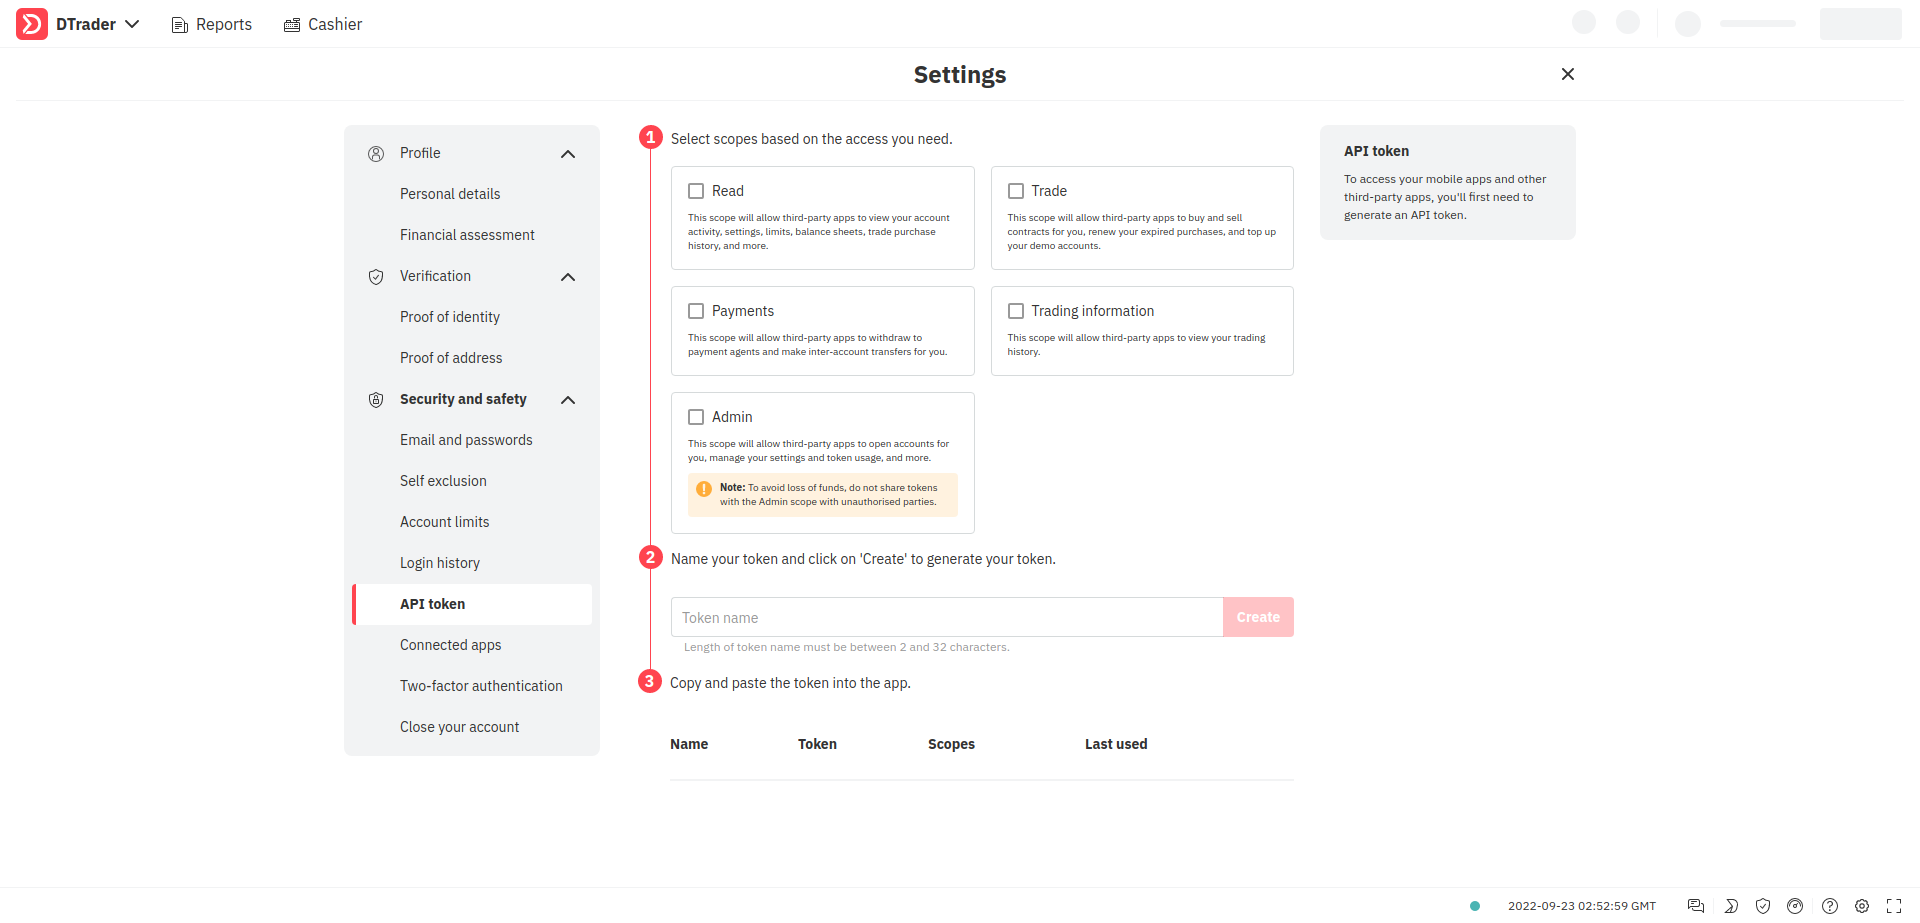 DTrader
Reports
Cashier
Settings
Profile
Personal details
Financial assessment
Verification
Proof of identity
Proof of address
Security and safety
Email and passwords
Self exclusion
Account limits
Login history
API token
Connected apps
Two-factor authentication
Close your account
1 Select scopes based on the access you need.
Read
This scope will allow third-party apps to view your account
activity, settings, limits, balance sheets, trade purchase
history, and more.
Trade
This scope will allow third-party apps to buy and sell
contracts for you, renew your expired purchases, and top up
your demo accounts.
Payments
This scope will allow third-party apps to withdraw to
payment agents and make inter-account transfers for you.
Trading information
This scope will allow third-party apps to view your trading
history.
Admin
This scope will allow third-party apps to open accounts for
you, manage your settings and token usage, and more.
Note: To avoid loss of funds, do not share tokens
with the Admin scope with unauthorised parties.
2 Name your token and click on 'Create' to generate your token.
Token name
Create
Length of token name must be between 2 and 32 characters.
3 Copy and paste the token into the app.
Name Token Scopes Last used
API token
To access your mobile apps and other
third-party apps, you'll first need to
generate an API token.
2022-09-23 02:52:59 GMT